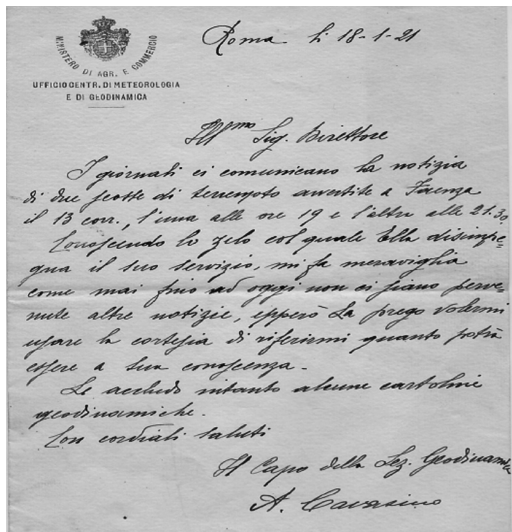 MINISTERO DI AGR. E COMMERCIO
UFFICIO CENTR. DI METEOROLOGIA
E DI GEODINAMICA
Roma li 18-1-21
Ill.mo Sig. Direttore
I giornali ci comunicano la notizia
di due scosse di terremoto avvertite a Faenza
il 13 corr., l'una alle ore 19 e l'altra alle 21.30
Conoscendo lo zelo col quale Ella disimpe-
gna il suo servizio, mi fa meraviglia
come mai fino ad oggi non ci siano perve-
nute altre notizie, epperò La prego volermi
usare la cortesia di riferirmi quanto potrà
essere a sua conoscenza.
Le accludo intanto alcune cartoline
geodinamiche.
Con cordiali saluti
Il Capo della Sez. Geodinamica
A. Cavasino